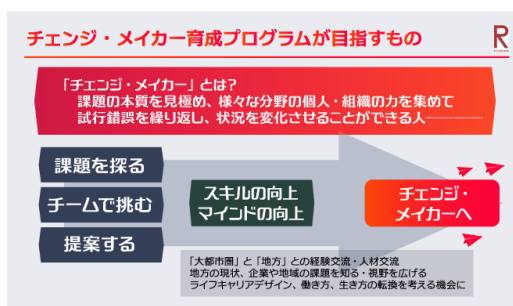 チェンジ・メイカー育成プログラムが目指すもの
R
「チェンジ・メイカー」とは?
課題の本質を見極め、様々な分野の個人・組織の力を集めて
試行錯誤を繰り返し、状況を変化させることができる人
課題を探る
チームで挑む
提案する
スキルの向上
マインドの向上
チェンジ・
メイカーへ
「大都市圏」と「地方」との経験交流・人材交流
地方の現状、企業や地域の課題を知る・視野を広げる
ライフキャリアデザイン、働き方、生き方の転換を考える機会に